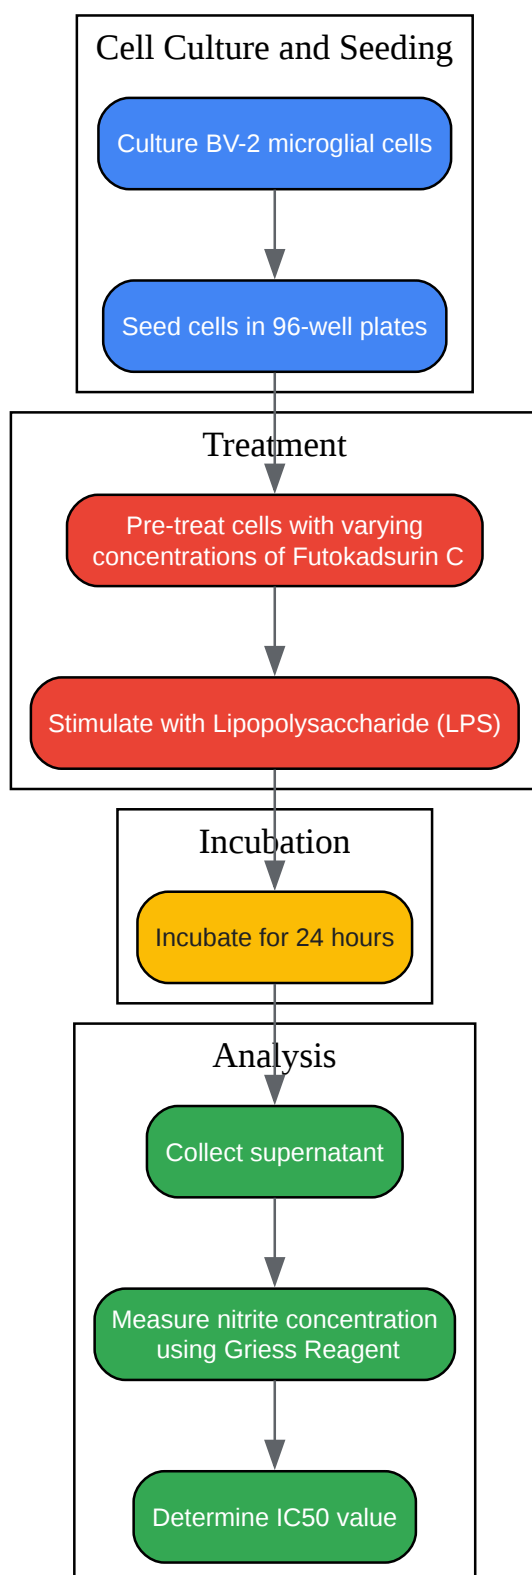 Cell Culture and Seeding
Culture BV-2 microglial cells
Seed cells in 96-well plates
Treatment
Pre-treat cells with varying
concentrations of Futokadsurin C
Stimulate with Lipopolysaccharide (LPS)
Incubation
Incubate for 24 hours
Analysis
Collect supernatant
Measure nitrite concentration
using Griess Reagent
Determine IC50 value